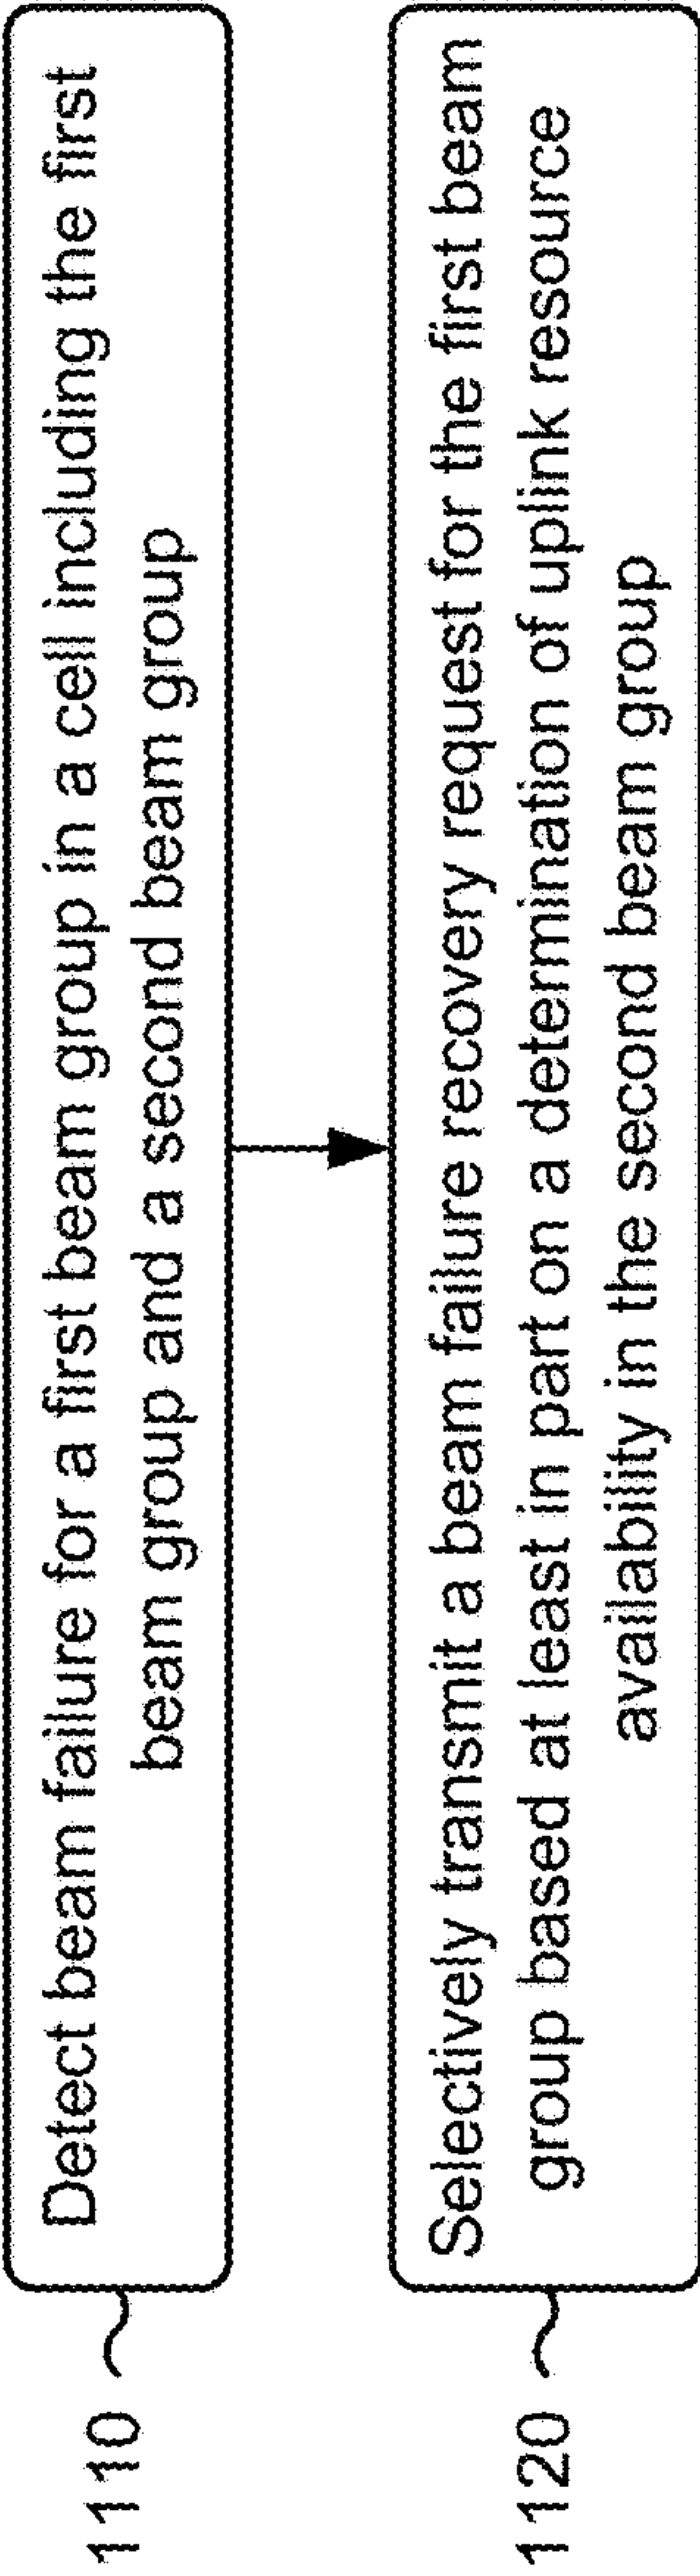 1110
Detect beam failure for a first beam group in a cell including the first
beam group and a second beam group
1120
Selectively transmit a beam failure recovery request for the first beam
group based at least in part on a determination of uplink resource
availability in the second beam group